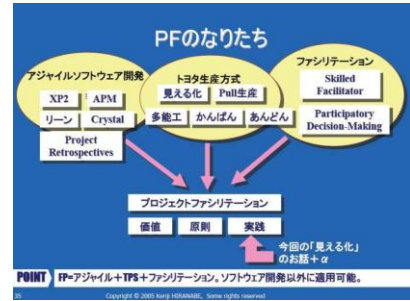 PFのなりたち
アジャイルソフトウェア開発
XP2
APM
リーン
Crystal
Project
Retrospectives
トヨタ生産方式
見える化
Pull生産
多能工
かんばん
あんどん
ファシリテーション
Skilled
Facilitator
Participatory
Decision-Making
プロジェクトファシリテーション
価値
原則
実践
今回の「見える化」
のお話+α
POINT FP=アジャイル+TPS+ファシリテーション。ソフトウェア開発以外に適用可能。
35
Copyright © 2005 Kenji HIRANABE, Some rights reserved